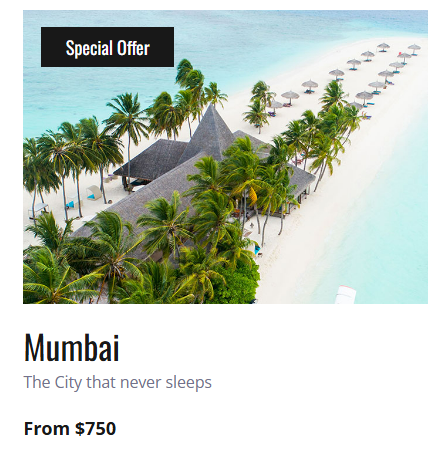 Special Offer
Mumbai
The City that never sleeps
From $750